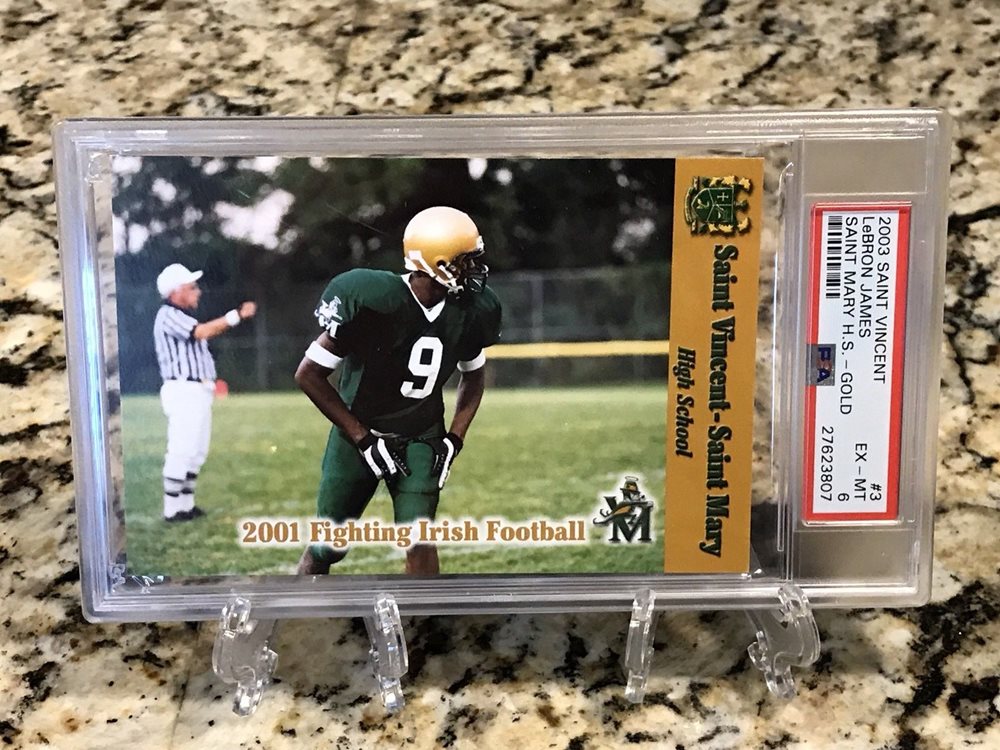 Saint Vincent-Saint Mary
High School
9
2001 Fighting Irish Football
2003 SAINT VINCENT #3
LeBRON JAMES EX-MT
SAINT MARY H.S.-GOLD 6
PSA
27623807